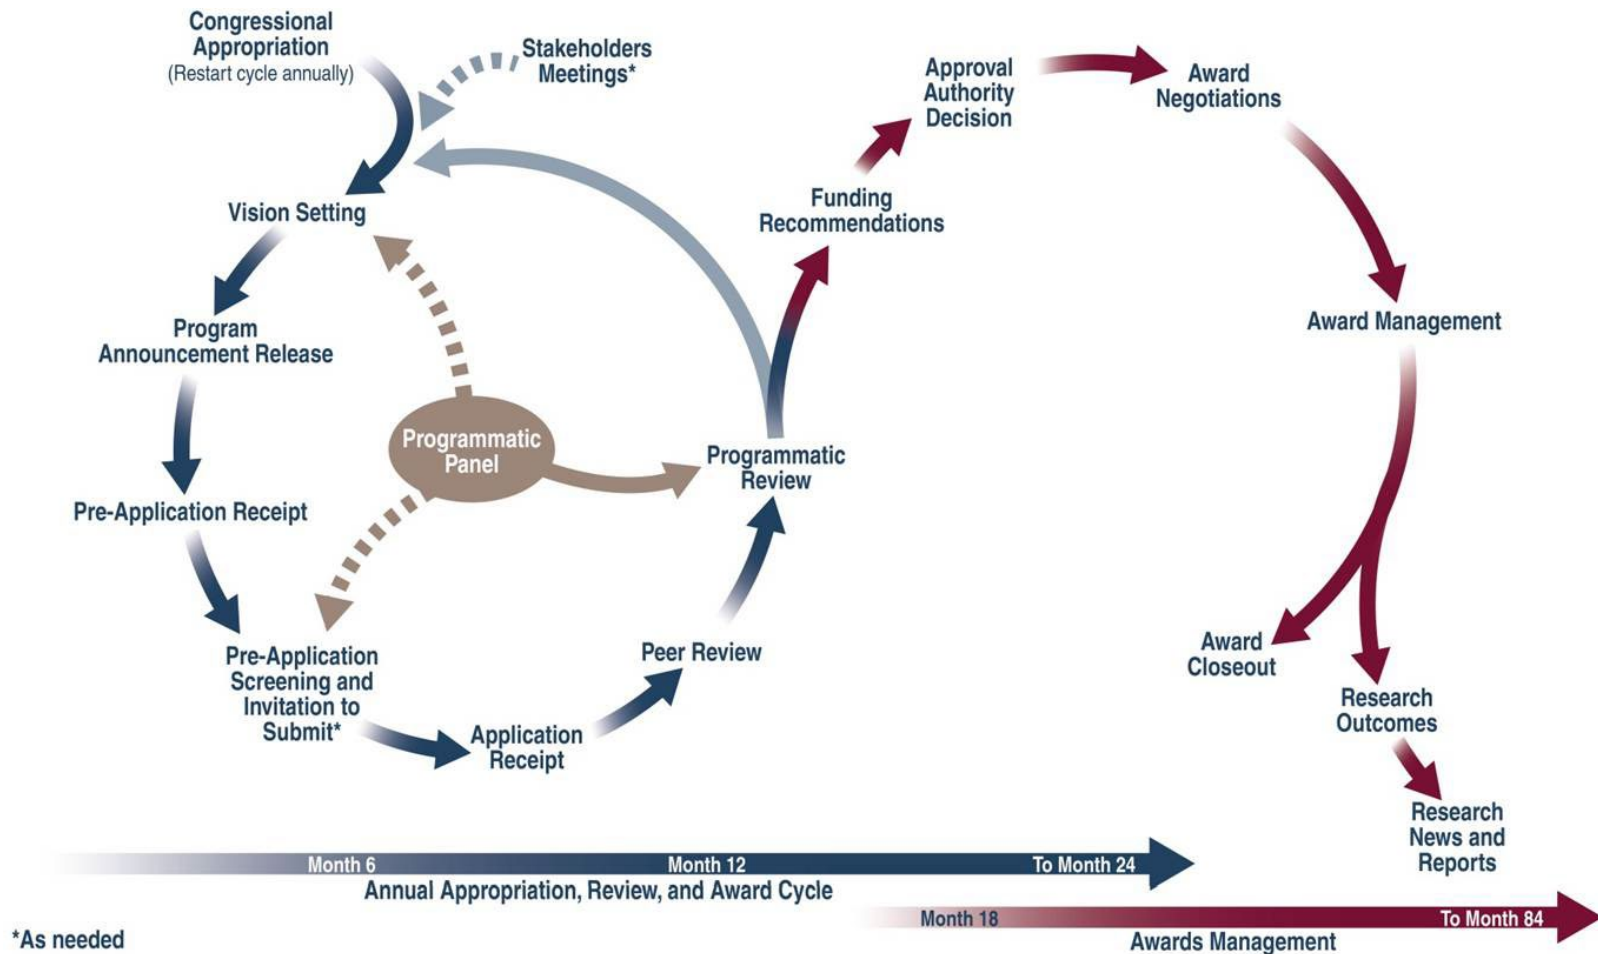 Congressional
Appropriation
(Restart cycle annually)
Stakeholders
Meetings*
Vision Setting
Program
Announcement Release
Pre-Application Receipt
Pre-Application
Screening and
Invitation to
Submit*
Application
Receipt
Peer Review
Programmatic
Review
Programmatic
Panel
Funding
Recommendations
Approval
Authority
Decision
Award
Negotiations
Award Management
Award
Closeout
Research
Outcomes
Research
News and
Reports
Month 6
Month 12
To Month 24
Annual Appropriation, Review, and Award Cycle
Month 18
To Month 84
Awards Management
*As needed